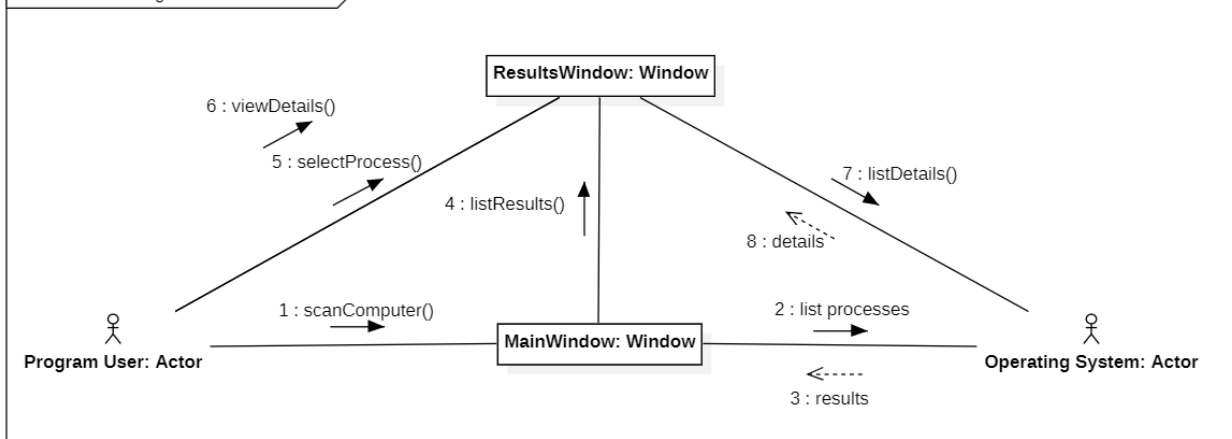 ResultsWindow: Window
6 : viewDetails()
5 : selectProcess()
7 : listDetails()
4 : listResults()
8 : details
1 : scanComputer()
2 : list processes
MainWindow: Window
Program User: Actor
Operating System: Actor
3 : results